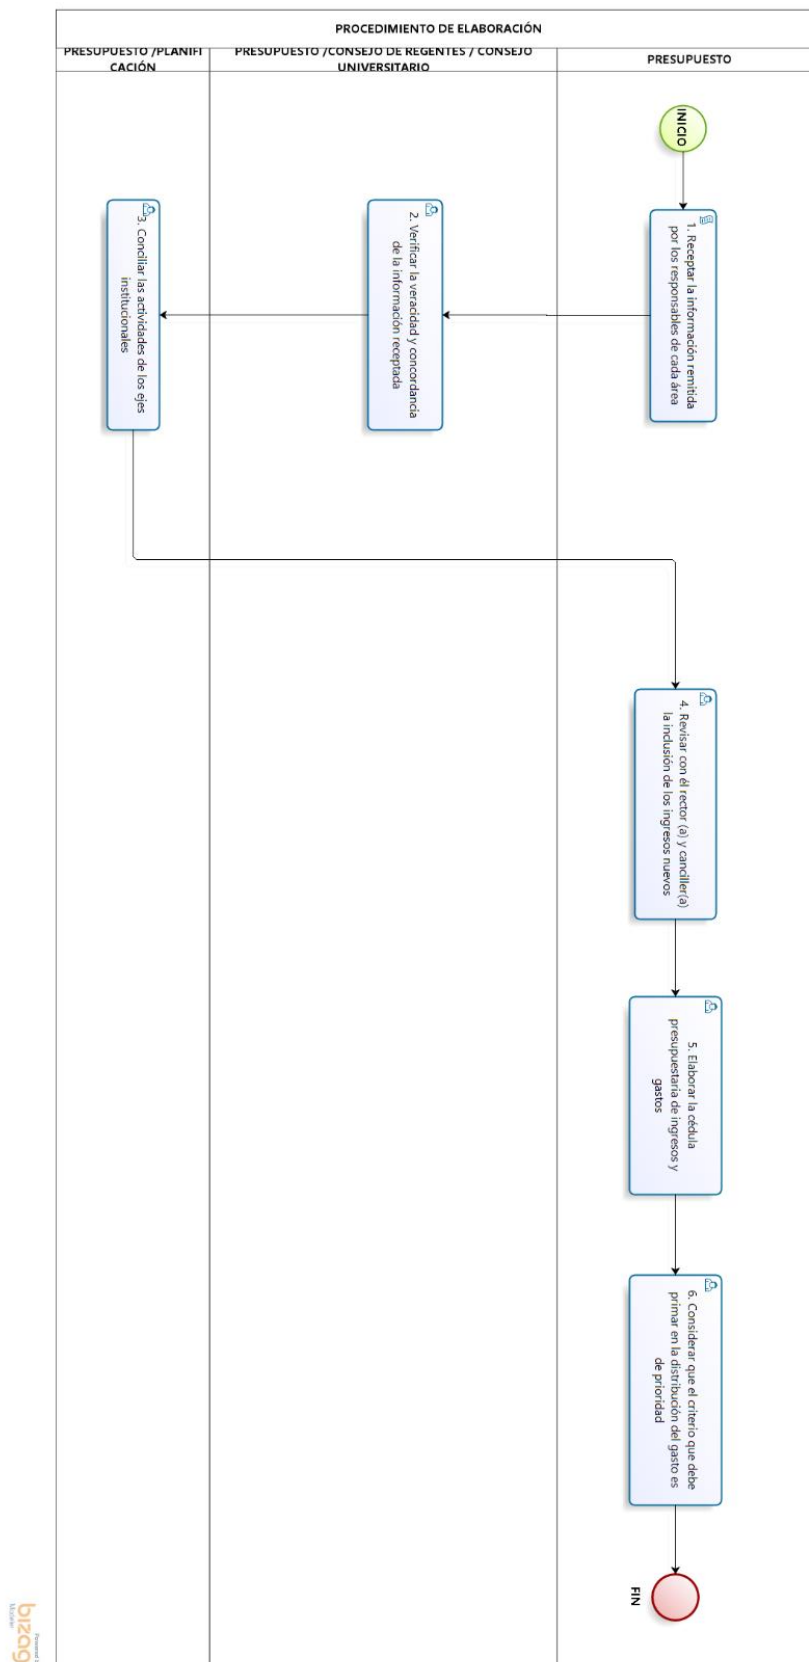 PROCEDIMIENTO DE ELABORACIÓN
PRESUPUESTO /PLANIFI
CACIÓN
PRESUPUESTO /CONSEJO DE REGENTES / CONSEJO
UNIVERSITARIO
PRESUPUESTO
INICIO
1. Receptar la información remitida
por los responsables de cada área
2. Verificar la veracidad y concordancia
de la información receptada
3. Conciliar las actividades de los ejes
institucionales
4. Revisar con él rector (a) y canciller(a)
la inclusión de los ingresos nuevos
5. Elaborar la cédula
presupuestaria de ingresos y
gastos
6. Considerar que el criterio que debe
primar en la distribución del gasto es
de prioridad
FIN
Powered
bizag
Modeler